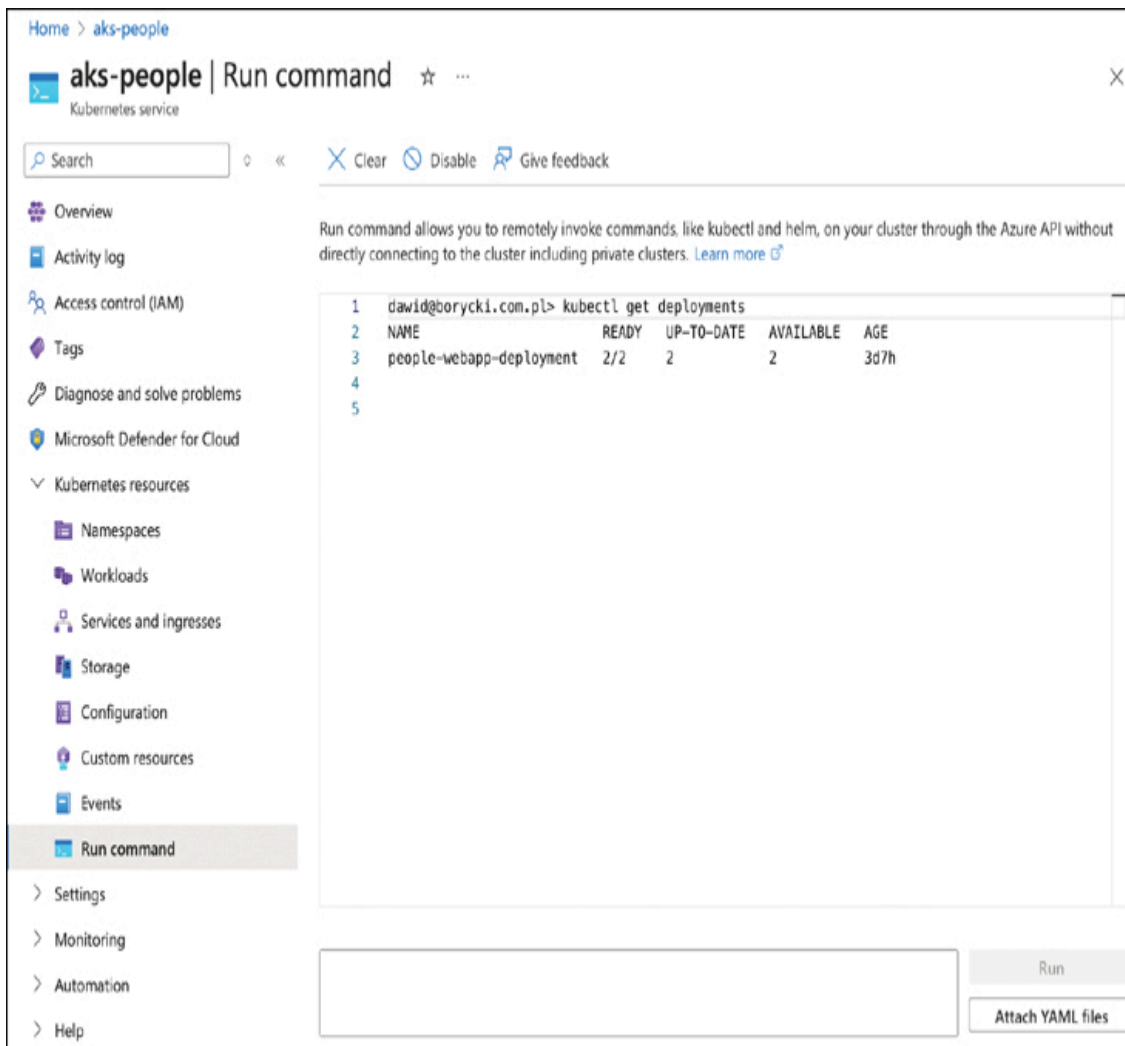 Home > aks-people
aks-people | Run command
Kubernetes service
Search
Clear Disable Give feedback
Overview
Activity log
Access control (IAM)
Tags
Diagnose and solve problems
Microsoft Defender for Cloud
Kubernetes resources
Namespaces
Workloads
Services and ingresses
Storage
Configuration
Custom resources
Events
Run command
Settings
Monitoring
Automation
Help
Run command allows you to remotely invoke commands, like kubectl and helm, on your cluster through the Azure API without
directly connecting to the cluster including private clusters. Learn more
1 dawid@borycki.com.pl> kubectl get deployments
2 NAME READY UP-TO-DATE AVAILABLE AGE
3 people-webapp-deployment 2/2 2 2 3d7h
4
5
Run
Attach YAML files